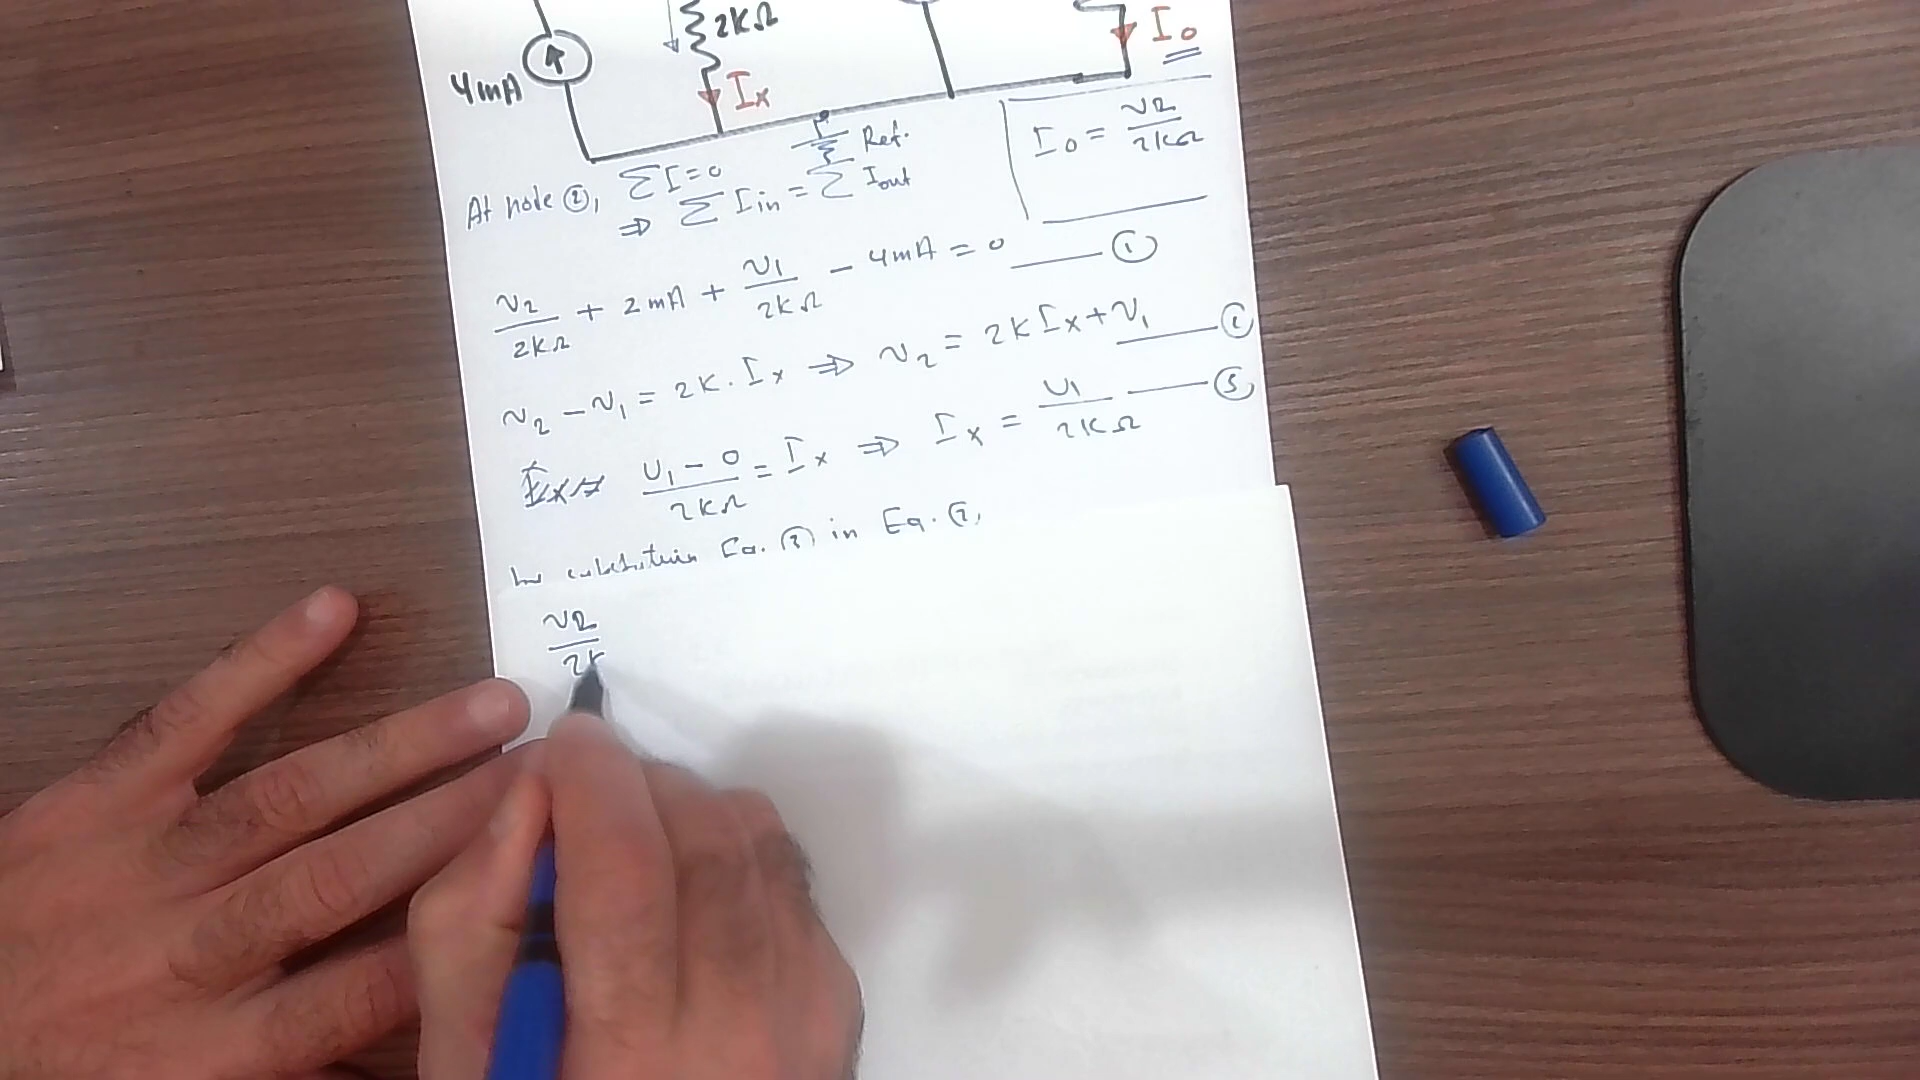 2KΩ
4mA
Ix
Io
Ref.
Io = V2/2KΩ
At node ②, ΣI=0
⇒ ΣIin = ΣIout
V2/2KΩ + 2mA + V1/2KΩ - 4mA = 0 ——— ①
V2 - V1 = 2K.Ix ⇒ V2 = 2KIx+V1 ——— ②
V1 - 0/2KΩ = Ix ⇒ Ix = V1/2KΩ ——— ③
Eq. ③ in Eq. ②,
V2/2K